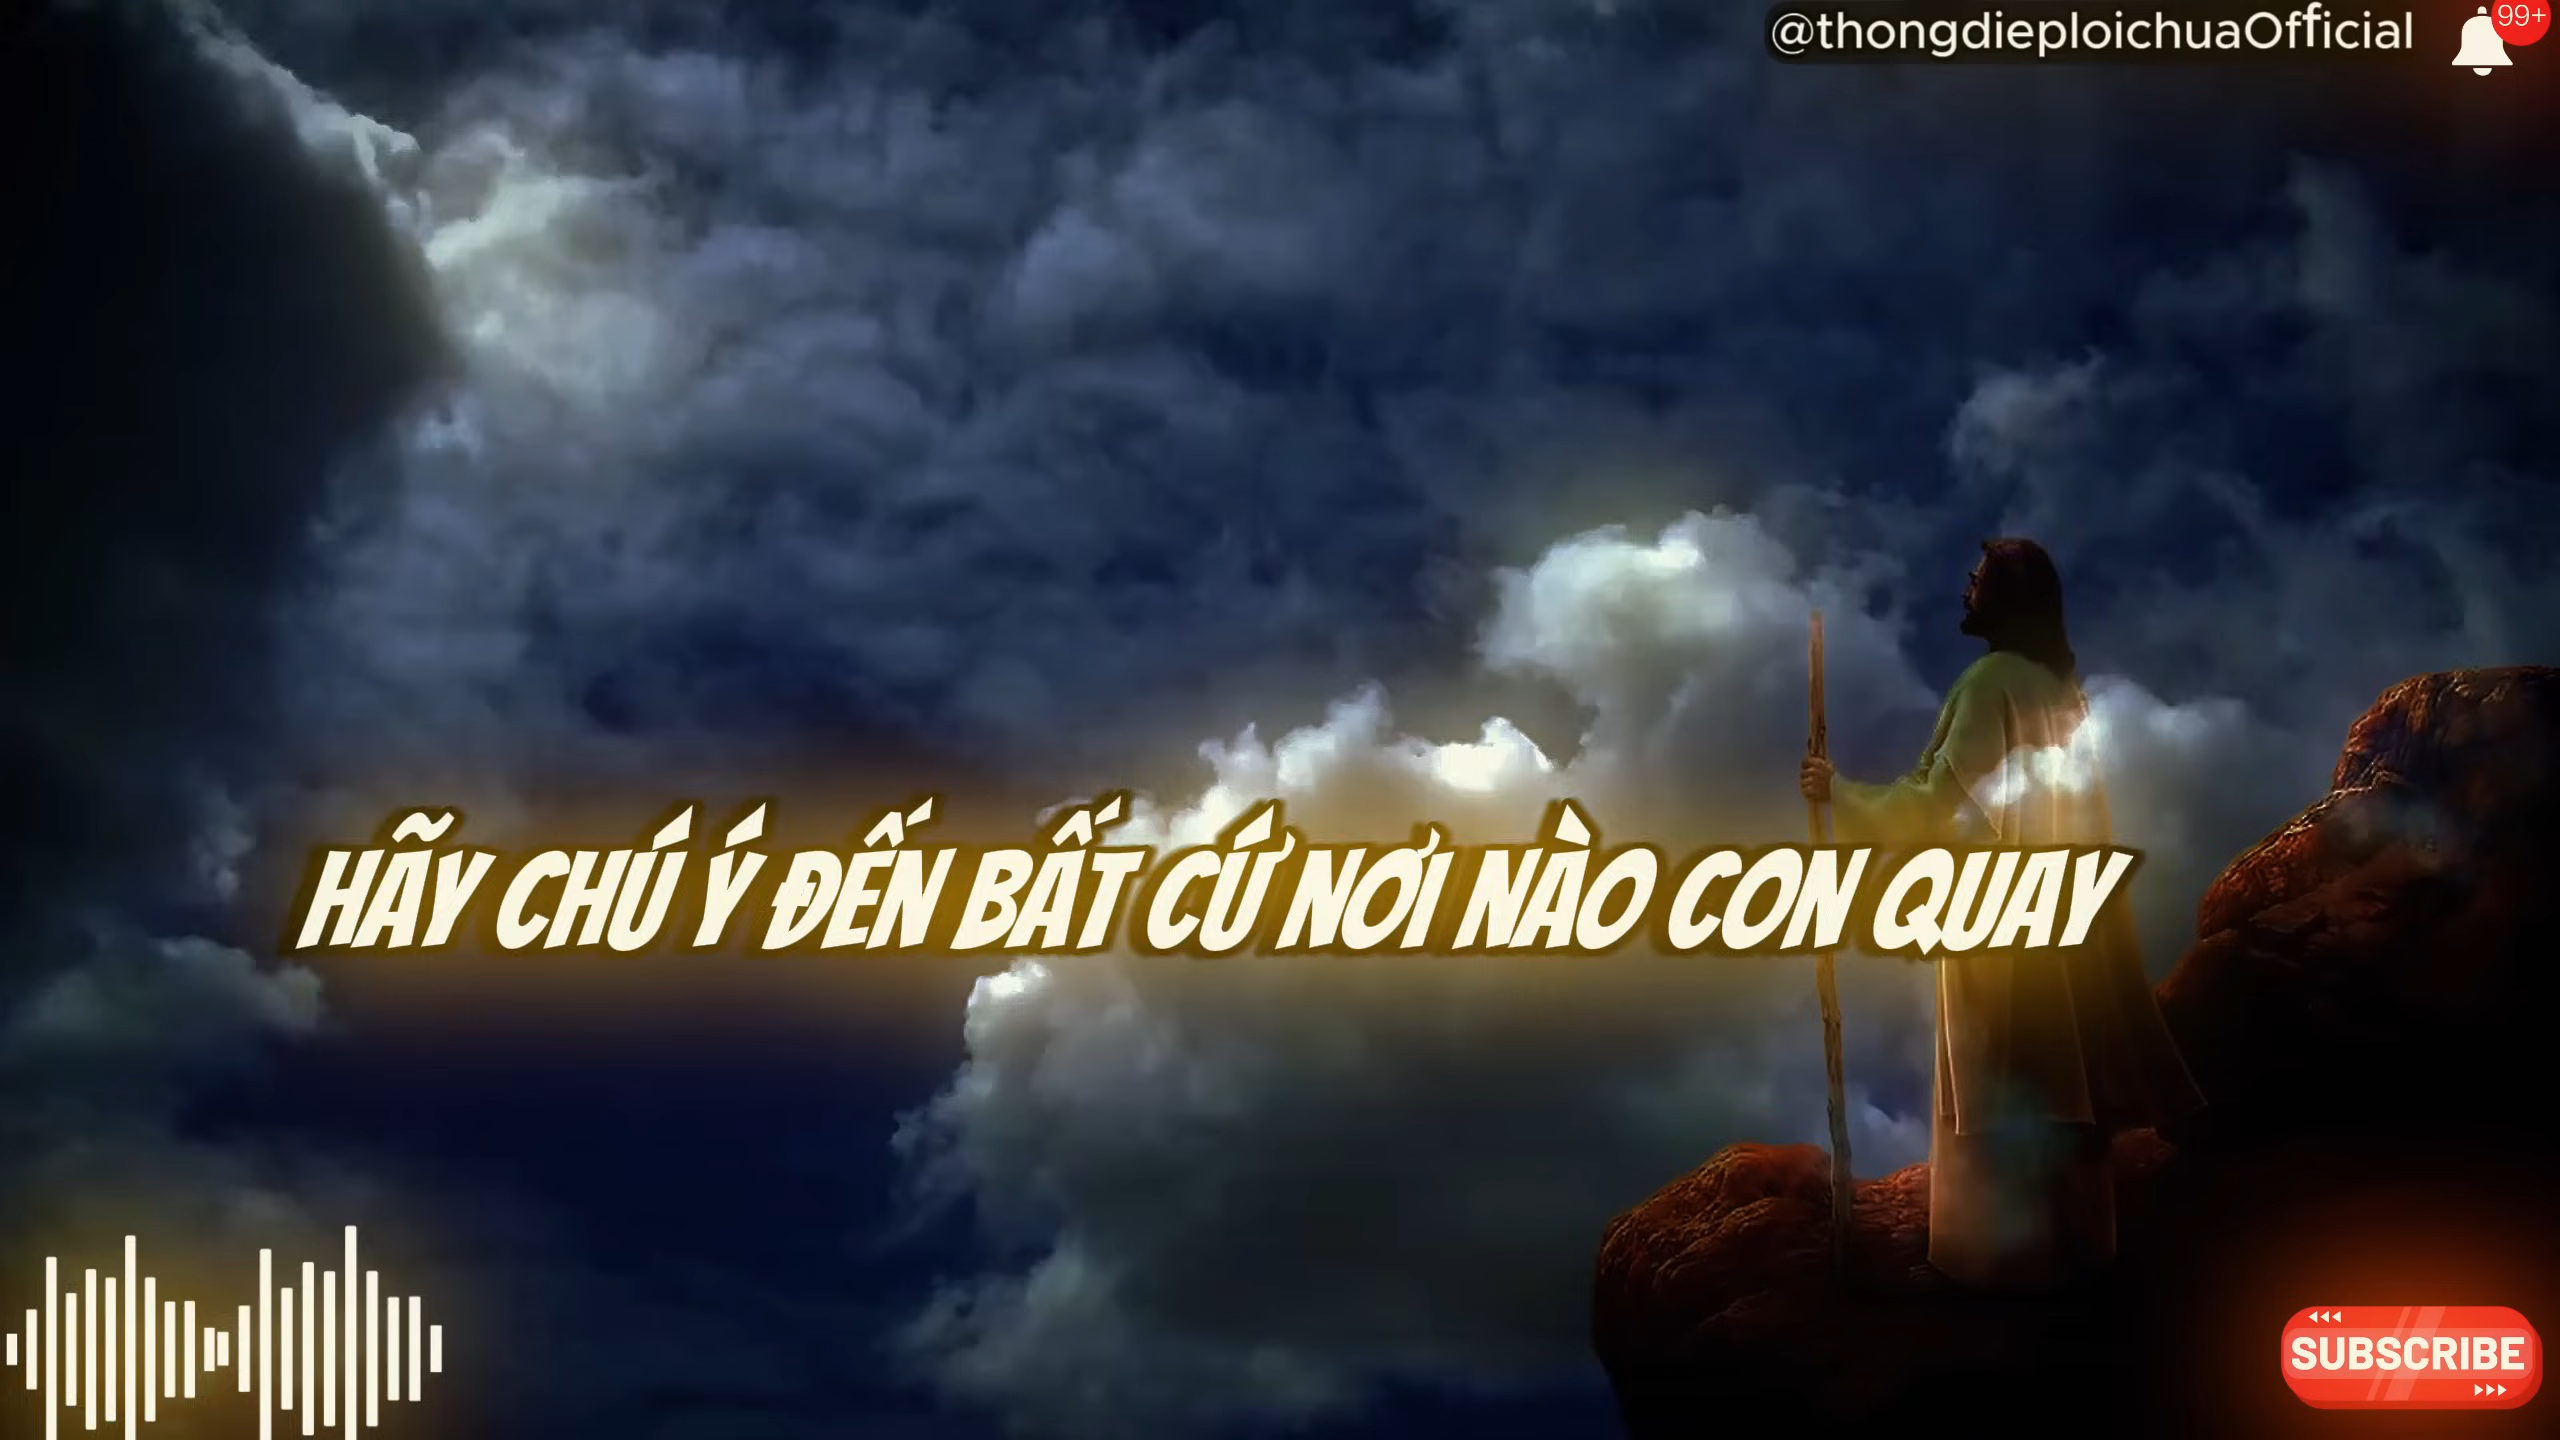 @thongdieploichuaOfficial
99+
HÃY CHÚ Ý ĐẾN BẤT CỨ NƠI NÀO CON QUAY
SUBSCRIBE